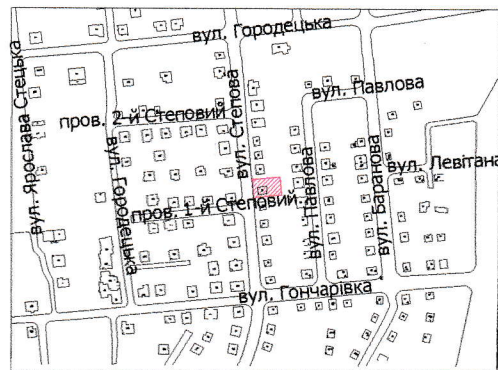 вул. Городецька
вул. Ярослава Стецька
вул. Степова
вул. Павлова
пров. 2-й Степовий
вул. Городецька
вул. Баранова
вул. Левітана
пров. 1-й Степовий
вул. Павлова
вул. Гончарівка